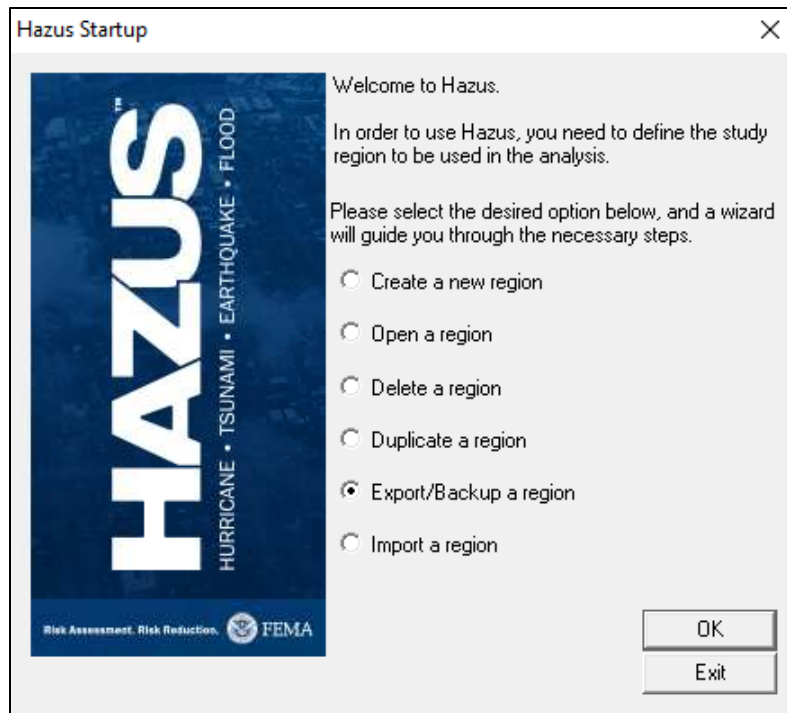 Hazus Startup
HAZUS™
HURRICANE • TSUNAMI • EARTHQUAKE • FLOOD
Risk Assessment. Risk Reduction. FEMA
Welcome to Hazus.
In order to use Hazus, you need to define the study
region to be used in the analysis.
Please select the desired option below, and a wizard
will guide you through the necessary steps.
Create a new region
Open a region
Delete a region
Duplicate a region
Export/Backup a region
Import a region
OK
Exit